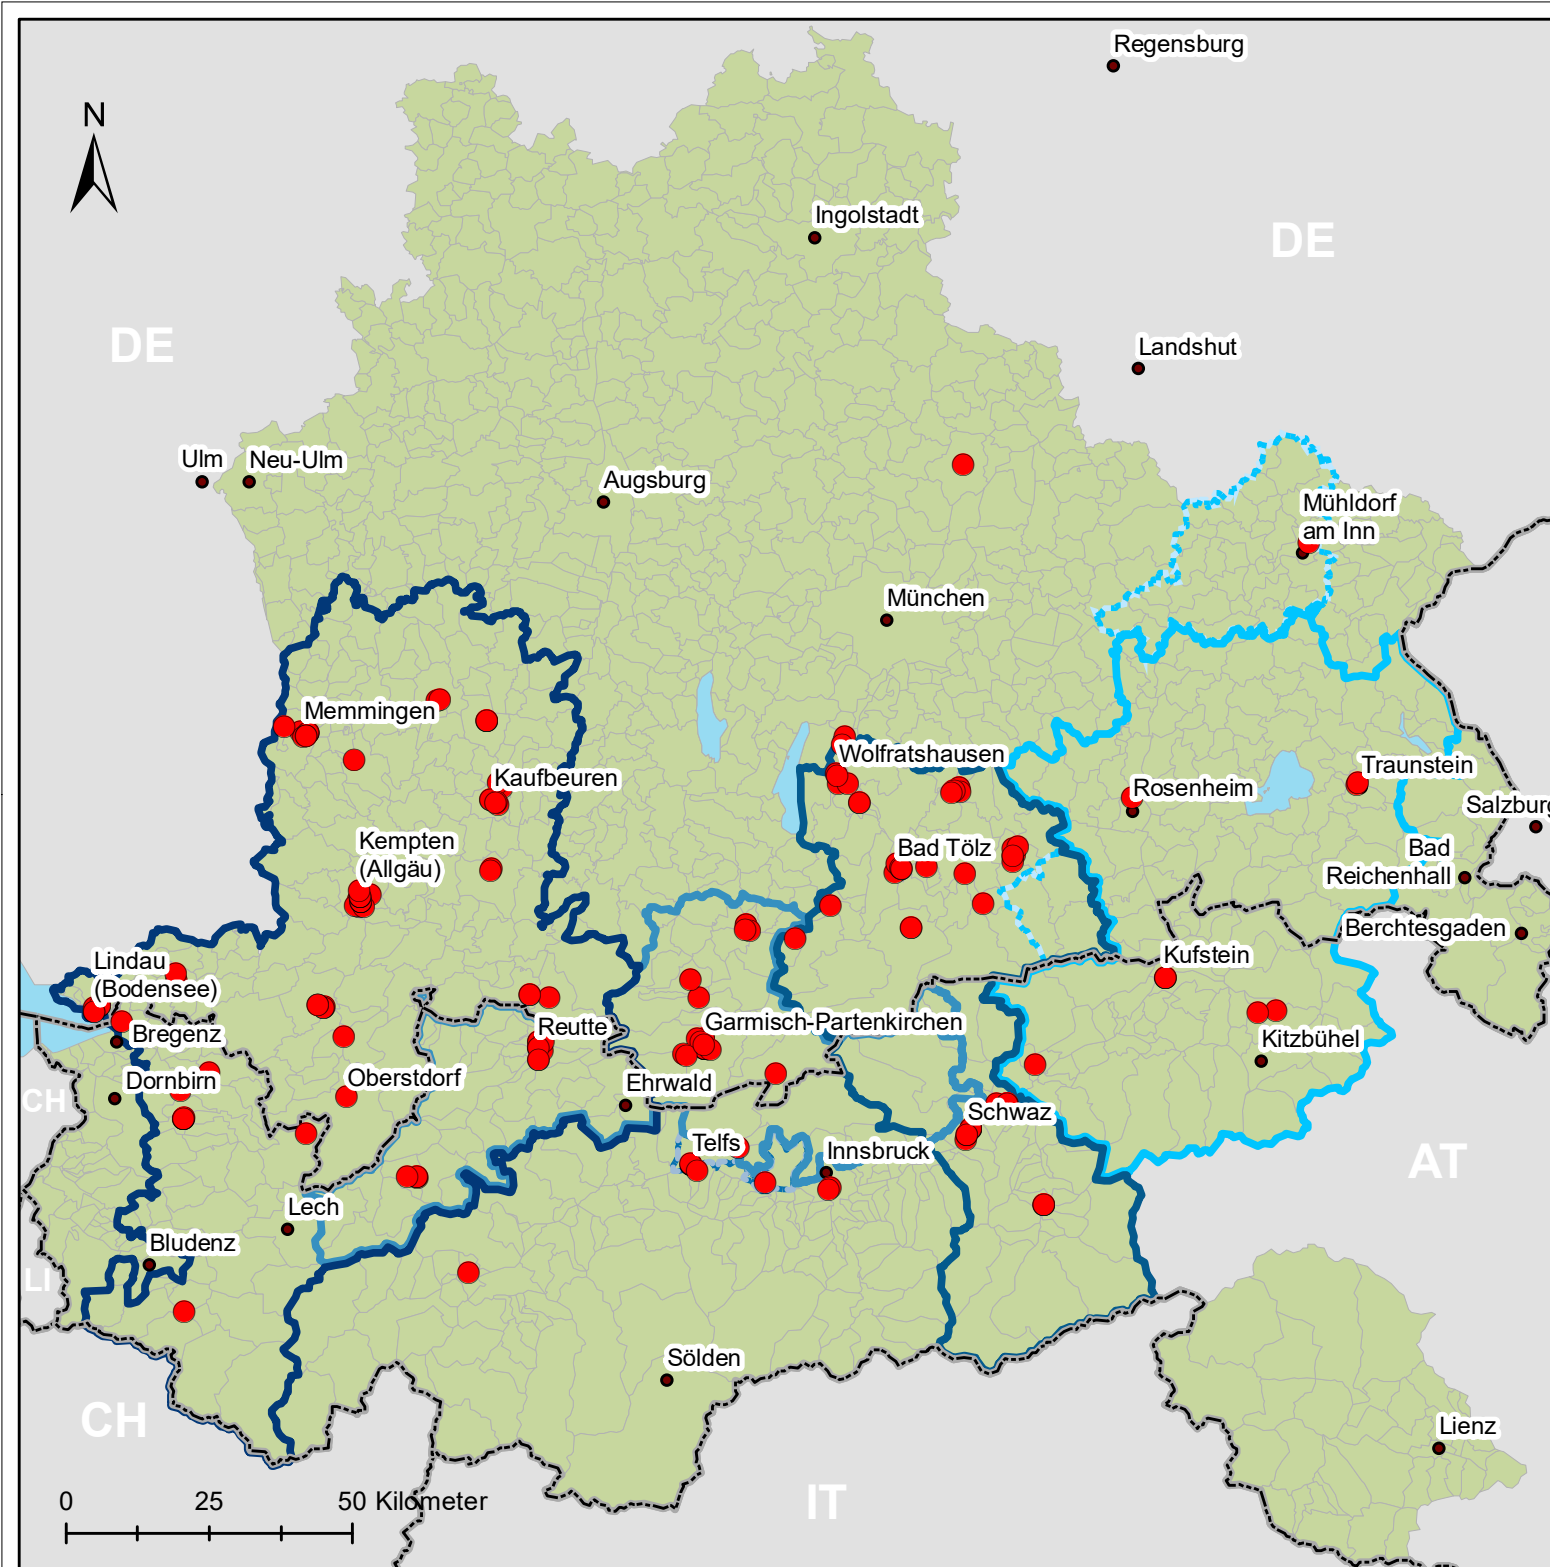 Regensburg
N
Ingolstadt
DE
DE
Landshut
Ulm
Neu-Ulm
Augsburg
Mühldorf
am Inn
München
Memmingen
Wolfratshausen
Traunstein
Kaufbeuren
Rosenheim
Salzburg
Kempten
(Allgäu)
Bad Tölz
Bad
Reichenhall
Berchtesgaden
Lindau
(Bodensee)
Kufstein
Bregenz
Reutte
Garmisch-Partenkirchen
Kitzbühel
Dornbirn
Oberstdorf
Ehrwald
CH
Schwaz
Telfs
Innsbruck
AT
Lech
Bludenz
LI
Sölden
CH
Lienz
IT
0 25 50 Kilometer